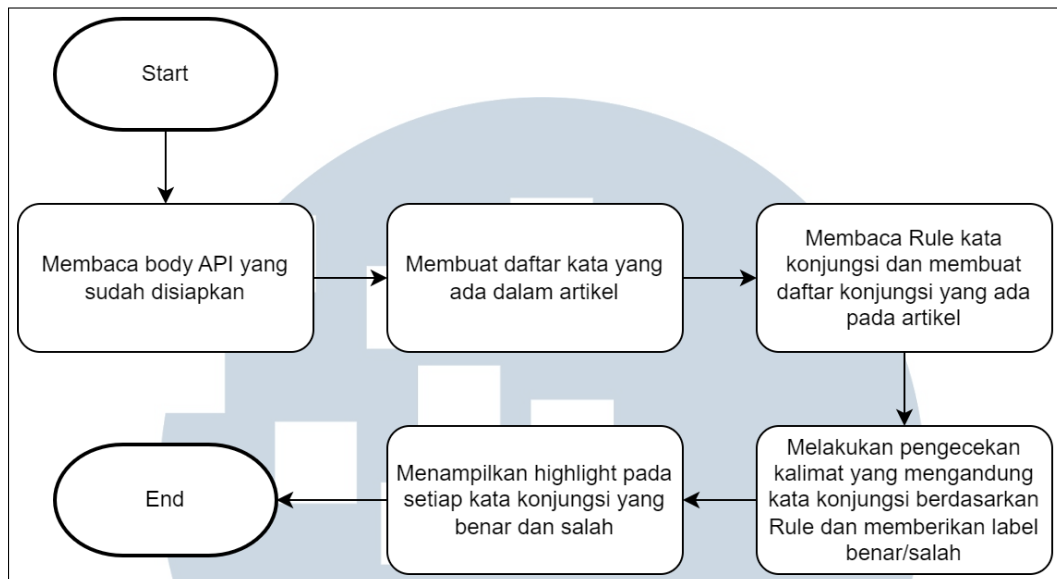 Start
Membaca body API yang
sudah disiapkan
Membuat daftar kata yang
ada dalam artikel
Membaca Rule kata
konjungsi dan membuat
daftar konjungsi yang ada
pada artikel
Melakukan pengecekan
kalimat yang mengandung
kata konjungsi berdasarkan
Rule dan memberikan label
benar/salah
Menampilkan highlight pada
setiap kata konjungsi yang
benar dan salah
End